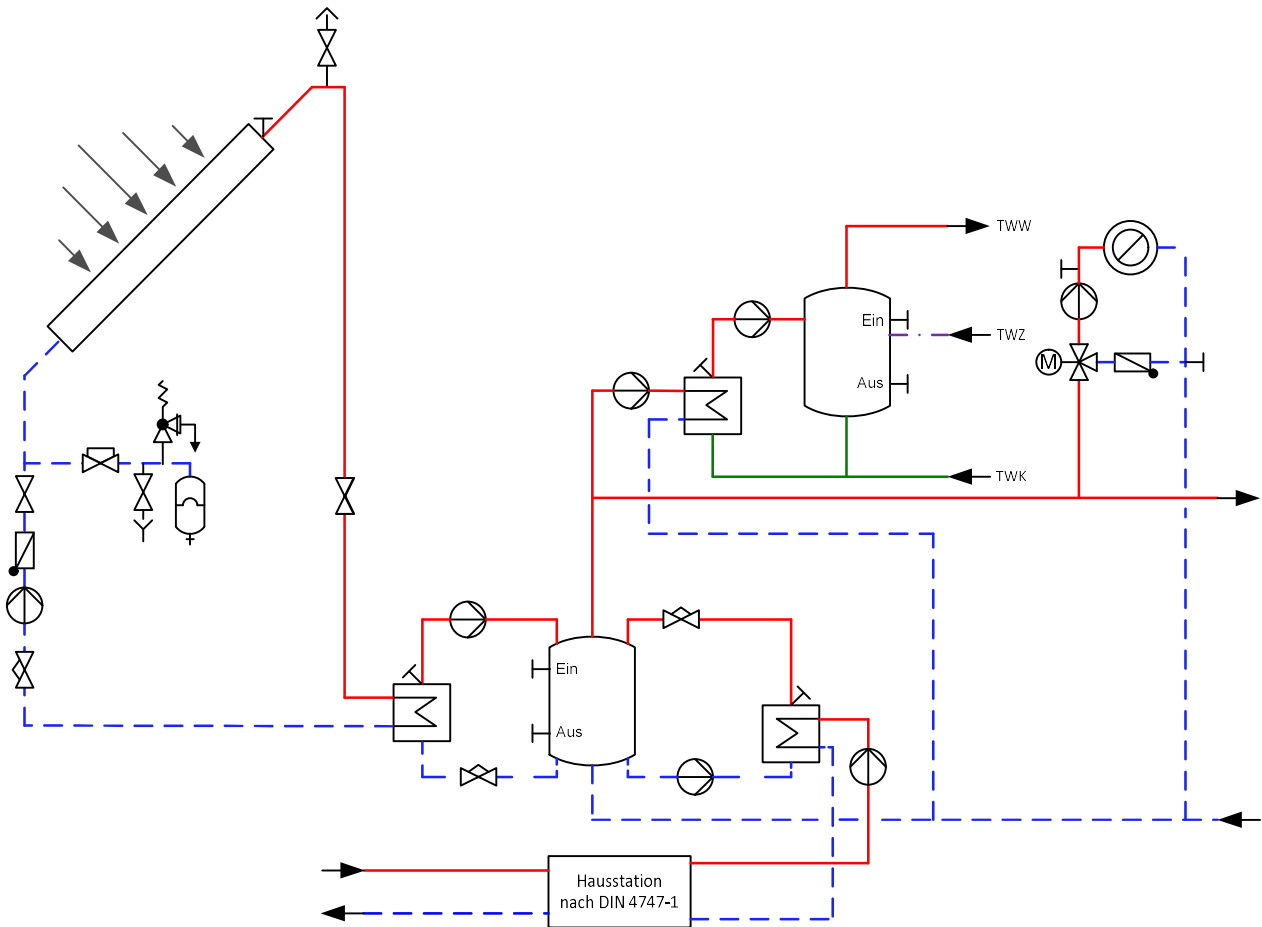 TWW
Ein
TWZ
M
Aus
TWK
Ein
Aus
Hausstation
nach DIN 4747-1